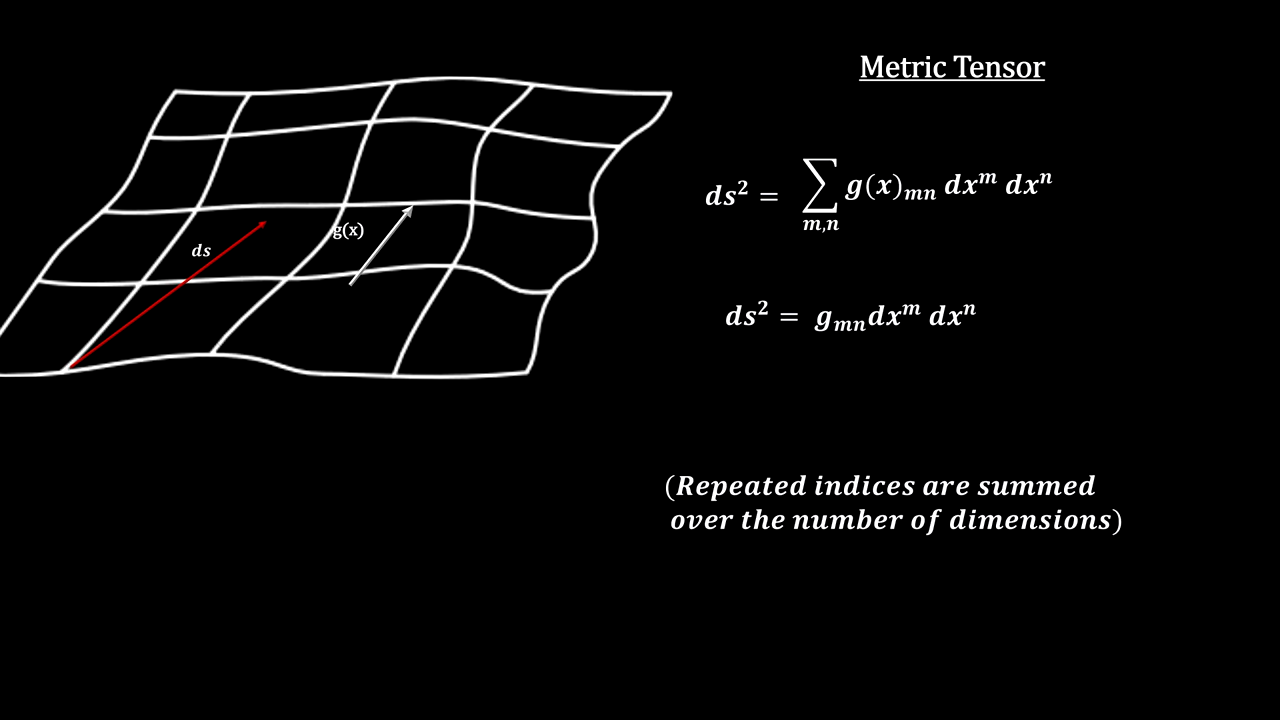 Metric Tensor
ds² = ∑ g(x)ₘₙ dxᵐ dxⁿ
m,n
g(x)
ds
ds² = gₘₙdxᵐ dxⁿ
(Repeated indices are summed
over the number of dimensions)